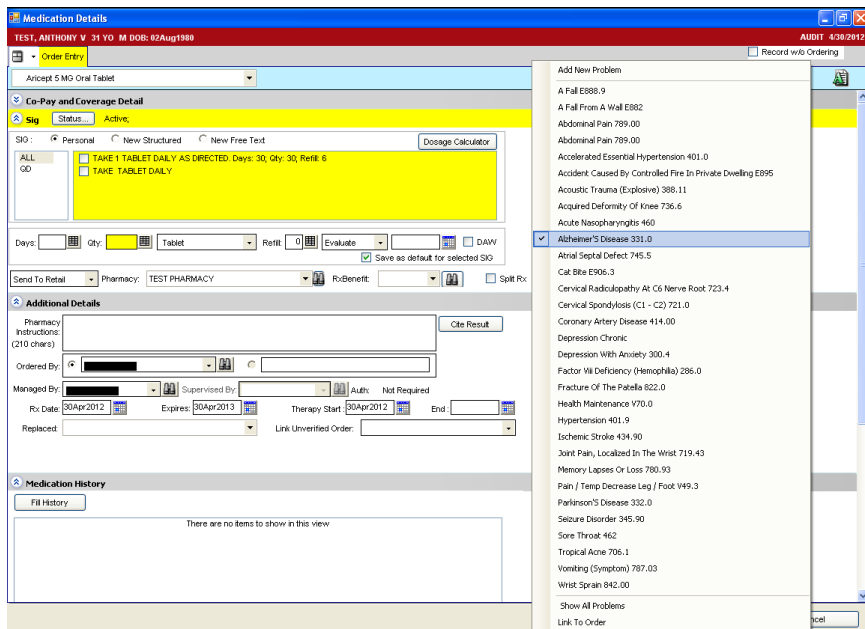 Medication Details
TEST, ANTHONY V 31 YO M DOB: 02Aug1980
AUDIT 4/30/2012
Order Entry
Record w/o Ordering
Aricept 5 MG Oral Tablet
Co-Pay and Coverage Detail
Sig Status... Active;
SIG : Personal New Structured New Free Text Dosage Calculator
ALL
QD
TAKE 1 TABLET DAILY AS DIRECTED. Days: 30; Qty: 30; Refill: 6
TAKE TABLET DAILY
Days: Qty: Tablet Refill: 0 Evaluate DAW
Save as default for selected SIG
Send To Retail Pharmacy: TEST PHARMACY RxBenefit: Split Rx
Additional Details
Pharmacy
Instructions:
(210 chars)
Cite Result
Ordered By:
Managed By: Supervised By: Auth: Not Required
Rx Date: 30Apr2012 Expires: 30Apr2013 Therapy Start : 30Apr2012 End :
Replaced: Link Unverified Order:
Medication History
Fill History
There are no items to show in this view
Add New Problem
A Fall E888.9
A Fall From A Wall E882
Abdominal Pain 789.00
Abdominal Pain 789.00
Accelerated Essential Hypertension 401.0
Accident Caused By Controlled Fire In Private Dwelling E895
Acoustic Trauma (Explosive) 388.11
Acquired Deformity Of Knee 736.6
Acute Nasopharyngitis 460
Alzheimer'S Disease 331.0
Atrial Septal Defect 745.5
Cat Bite E906.3
Cervical Radiculopathy At C6 Nerve Root 723.4
Cervical Spondylosis (C1 - C2) 721.0
Coronary Artery Disease 414.00
Depression Chronic
Depression With Anxiety 300.4
Factor Viii Deficiency (Hemophilia) 286.0
Fracture Of The Patella 822.0
Health Maintenance V70.0
Hypertension 401.9
Ischemic Stroke 434.90
Joint Pain, Localized In The Wrist 719.43
Memory Lapses Or Loss 780.93
Pain / Temp Decrease Leg / Foot V49.3
Parkinson'S Disease 332.0
Seizure Disorder 345.90
Sore Throat 462
Tropical Acne 706.1
Vomiting (Symptom) 787.03
Wrist Sprain 842.00
Show All Problems
Link To Order
ncel